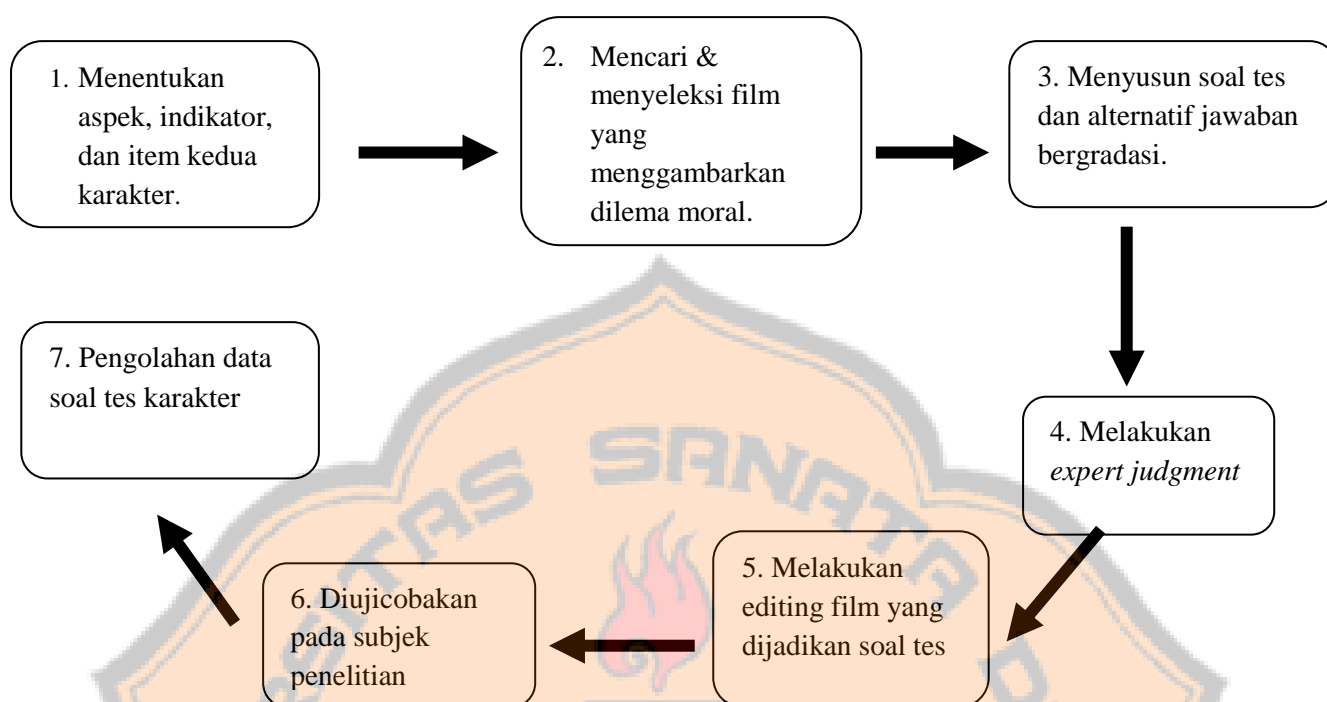 1. Menentukan
aspek, indikator,
dan item kedua
karakter.
2. Mencari &
menyeleksi film
yang
menggambarkan
dilema moral.
3. Menyusun soal tes
dan alternatif jawaban
bergradasi.
4. Melakukan
expert judgment
5. Melakukan
editing film yang
dijadikan soal tes
6. Diujicobakan
pada subjek
penelitian
7. Pengolahan data
soal tes karakter
SANATA